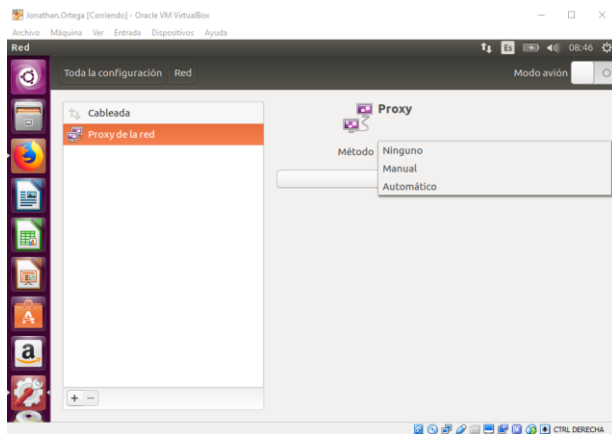 Jonathan.Ortega [Corriendo] - Oracle VM VirtualBox
Archivo Máquina Ver Entrada Dispositivos Ayuda
Red
Es
08:46
Toda la configuración Red
Modo avión
Cableada
Proxy de la red
Proxy
Método
Ninguno
Manual
Automático
a
CTRL DERECHA